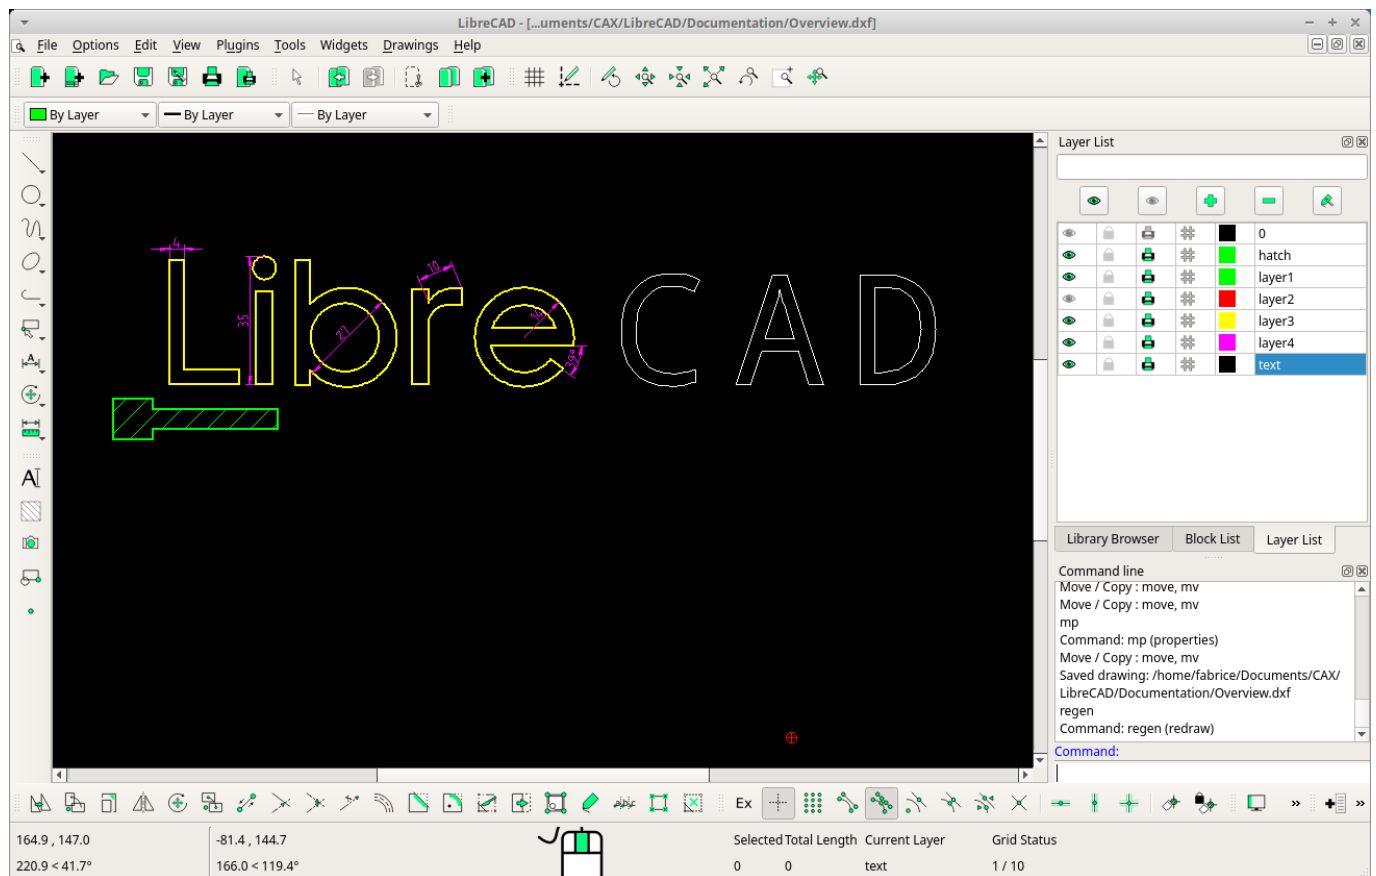 LibreCAD - [...uments/CAX/LibreCAD/Documentation/Overview.dxf]
File Options Edit View Plugins Tools Widgets Drawings Help
By Layer By Layer By Layer
Layer List
0
hatch
layer1
layer2
layer3
layer4
text
4
35
27
10
14
39°
Libre CAD
A
Library Browser Block List Layer List
Command line
Move / Copy : move, mv
Move / Copy : move, mv
mp
Command: mp (properties)
Move / Copy : move, mv
Saved drawing: /home/fabrice/Documents/CAX/
LibreCAD/Documentation/Overview.dxf
regen
Command: regen (redraw)
Command:
Ex
164.9 , 147.0 -81.4 , 144.7 Selected Total Length Current Layer Grid Status
220.9 < 41.7° 166.0 < 119.4° 0 0 text 1 / 10